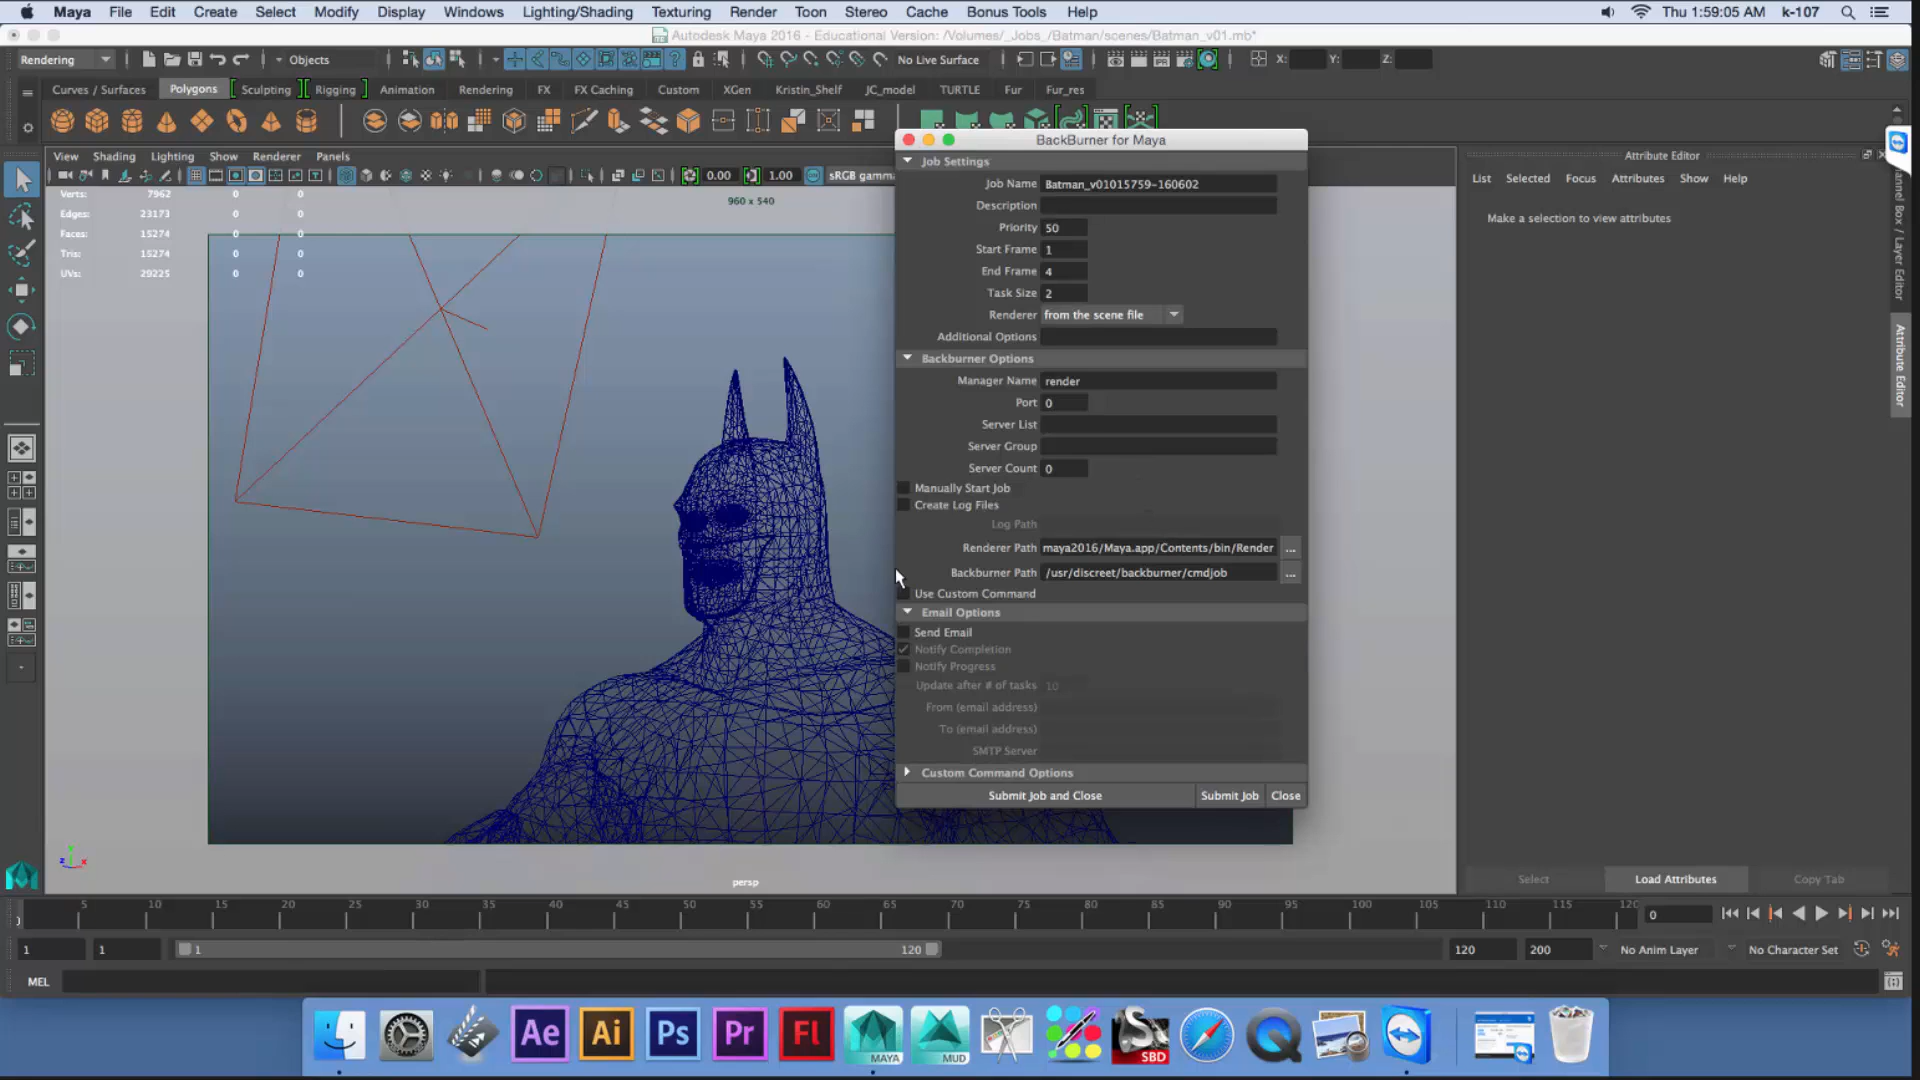 Maya File Edit Create Select Modify Display Windows Lighting/Shading Texturing Render Toon Stereo Cache Bonus Tools Help Thu 1:59:05 AM k-107
Autodesk Maya 2016 - Educational Version: /Volumes/_Jobs_/Batman/scenes/Batman_v01.mb*
Rendering Objects No Live Surface X: Y: Z:
Curves / Surfaces Polygons Sculpting Rigging Animation Rendering FX FX Caching Custom XGen Kristin_Shelf JC_model TURTLE Fur Fur_res
View Shading Lighting Show Renderer Panels
0.00 1.00 sRGB gamma
Verts: 7962 0 0
Edges: 23173 0 0
Faces: 15274 0 0
Tris: 15274 0 0
UVs: 29225 0 0
960 x 540
persp
BackBurner for Maya
Job Settings
Job Name Batman_v01015759-160602
Description
Priority 50
Start Frame 1
End Frame 4
Task Size 2
Renderer from the scene file
Additional Options
Backburner Options
Manager Name render
Port 0
Server List
Server Group
Server Count 0
Manually Start Job
Create Log Files
Log Path
Renderer Path maya2016/Maya.app/Contents/bin/Render ...
Backburner Path /usr/discreet/backburner/cmdjob ...
Use Custom Command
Email Options
Send Email
Notify Completion
Notify Progress
Update after # of tasks 10
From (email address)
To (email address)
SMTP Server
Custom Command Options
Submit Job and Close Submit Job Close
Attribute Editor
List Selected Focus Attributes Show Help
Make a selection to view attributes
Channel Box / Layer Editor
Attribute Editor
Select Load Attributes Copy Tab
5 10 15 20 25 30 35 40 45 50 55 60 65 70 75 80 85 90 95 100 105 110 115 120 0
1 1 1 120 120 200 No Anim Layer No Character Set
MEL
Ae Ai Ps Pr Fl MAYA MUD SBD